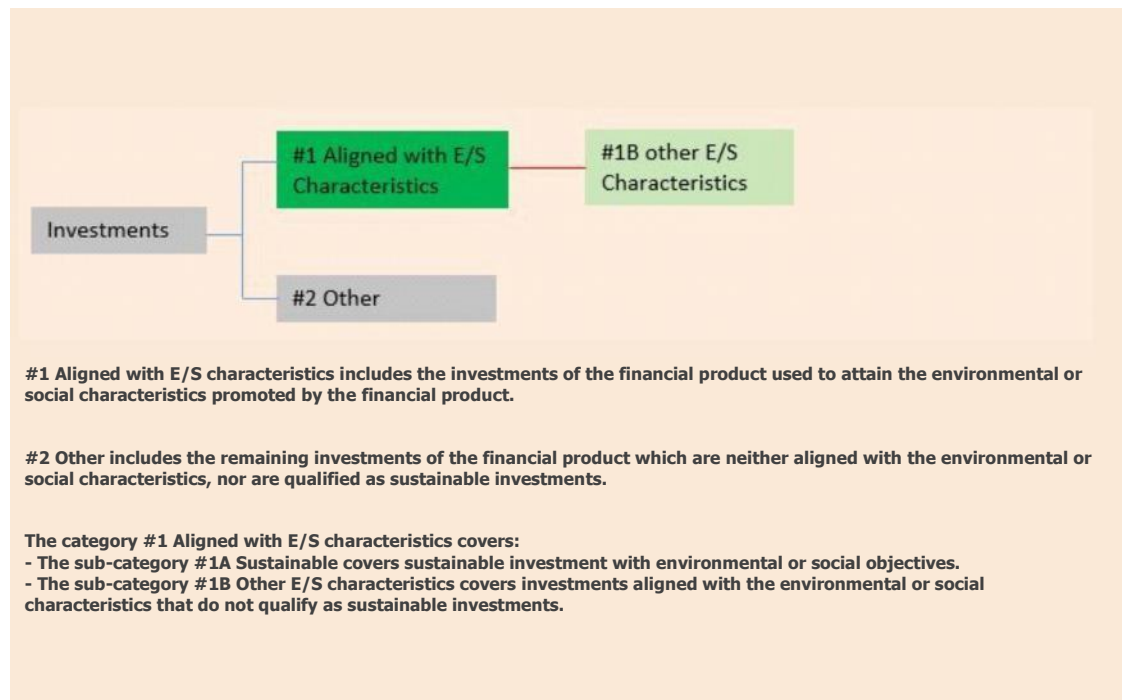 #1 Aligned with E/S
Characteristics
#1B other E/S
Characteristics
Investments
#2 Other
#1 Aligned with E/S characteristics includes the investments of the financial product used to attain the environmental or
social characteristics promoted by the financial product.
#2 Other includes the remaining investments of the financial product which are neither aligned with the environmental or
social characteristics, nor are qualified as sustainable investments.
The category #1 Aligned with E/S characteristics covers:
- The sub-category #1A Sustainable covers sustainable investment with environmental or social objectives.
- The sub-category #1B Other E/S characteristics covers investments aligned with the environmental or social
characteristics that do not qualify as sustainable investments.